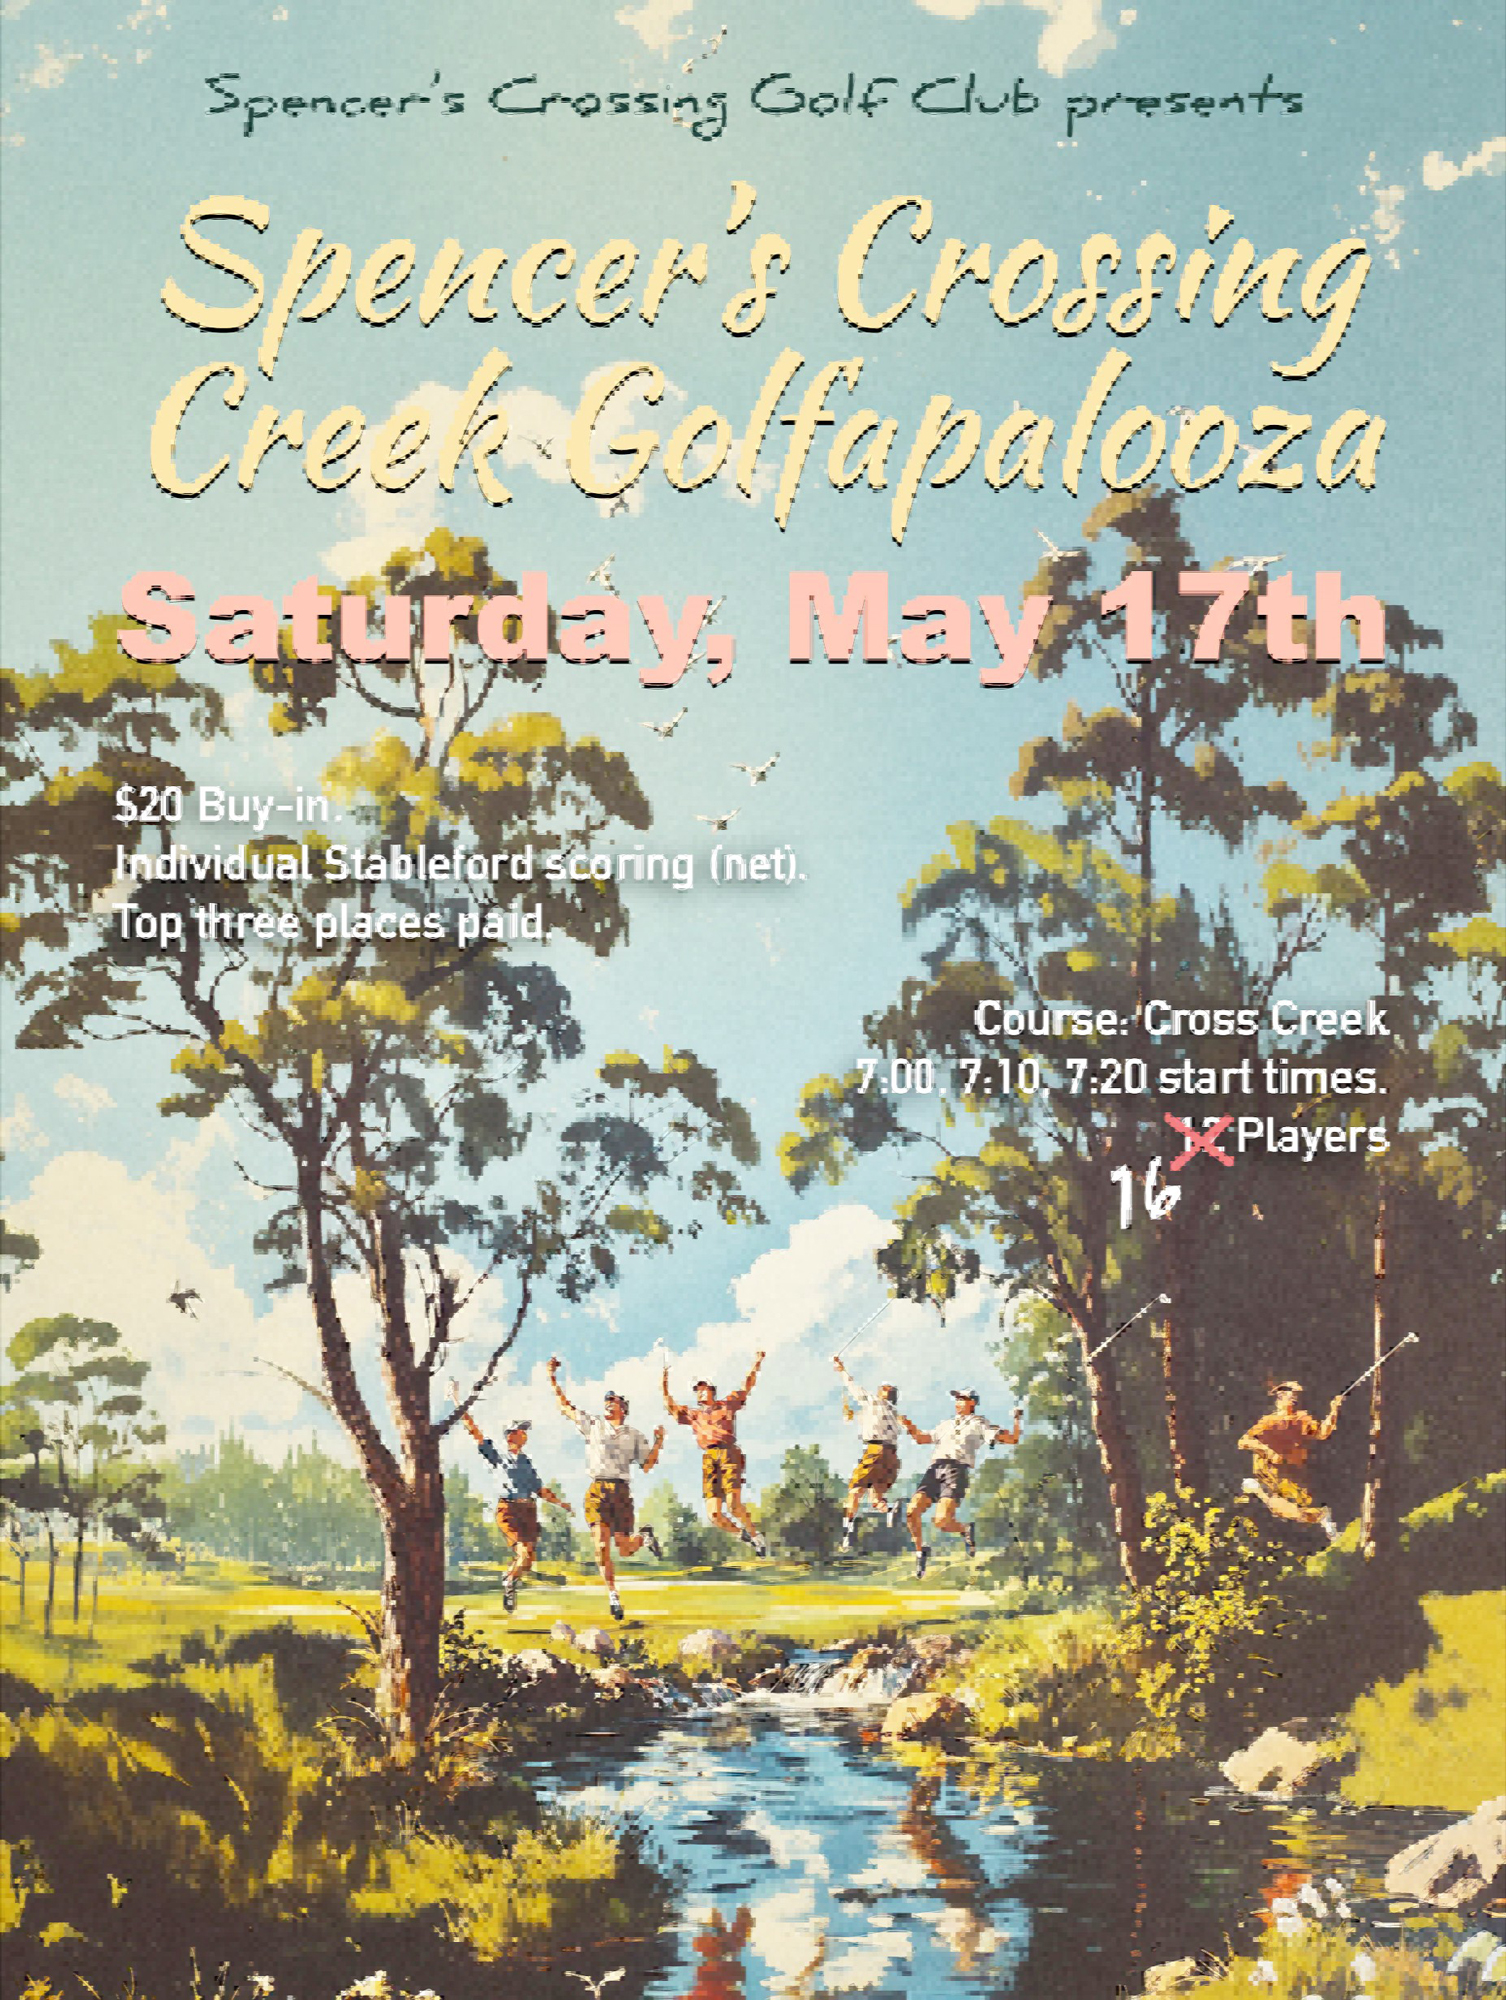 Spencer's Crossing Golf Club presents
Spencer's Crossing
Creek Golfapalooza
Saturday, May 17th
$20 Buy-in.
Individual Stableford scoring (net).
Top three places paid.
Course: Cross Creek
7:00, 7:10, 7:20 start times.
12 Players
16